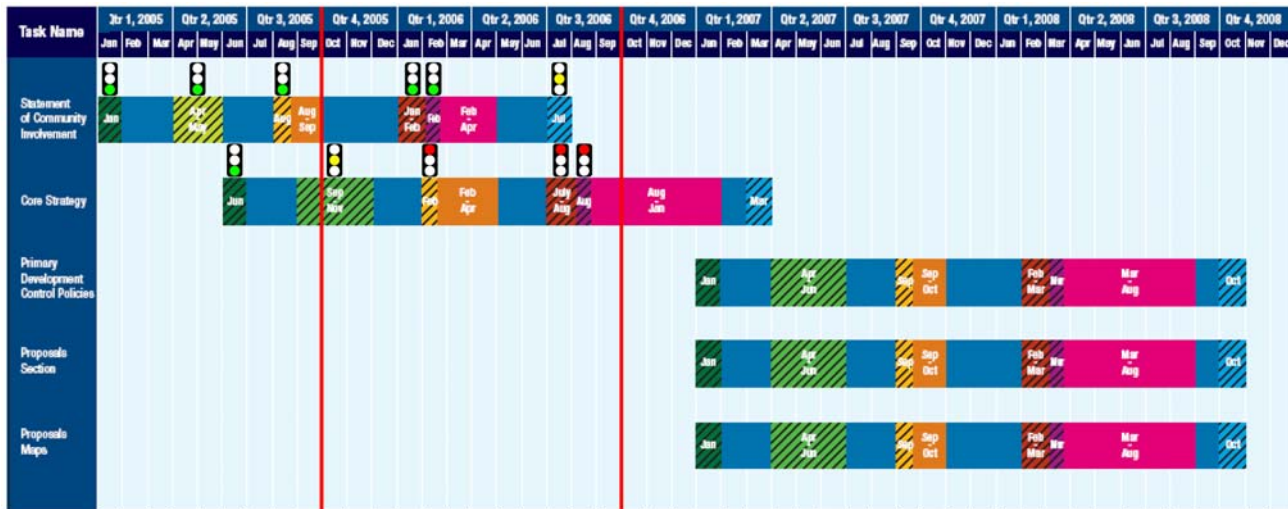 Task Name
Qtr 1, 2005 Qtr 2, 2005 Qtr 3, 2005 Qtr 4, 2005 Qtr 1, 2006 Qtr 2, 2006 Qtr 3, 2006 Qtr 4, 2006 Qtr 1, 2007 Qtr 2, 2007 Qtr 3, 2007 Qtr 4, 2007 Qtr 1, 2008 Qtr 2, 2008 Qtr 3, 2008 Qtr 4, 2008
Jan Feb Mar Apr May Jun Jul Aug Sep Oct Nov Dec Jan Feb Mar Apr May Jun Jul Aug Sep Oct Nov Dec Jan Feb Mar Apr May Jun Jul Aug Sep Oct Nov Dec Jan Feb Mar Apr May Jun Jul Aug Sep Oct Nov Dec
Statement
of Community
Involvement
Jan
Apr
-
May
Aug
Aug
-
Sep
Jan
-
Feb
Feb
Feb
-
Apr
Jul
Core Strategy
Jun
Sep
-
Nov
Feb
Feb
-
Apr
July
-
Aug
Aug
Aug
-
Jan
Mar
Primary
Development
Control Policies
Jan
Apr
-
Jun
Sep
Sep
-
Oct
Feb
-
Mar
Mar
Mar
-
Aug
Oct
Proposals
Section
Jan
Apr
-
Jun
Sep
Sep
-
Oct
Feb
-
Mar
Mar
Mar
-
Aug
Oct
Proposals
Maps
Jan
Apr
-
Jun
Sep
Sep
-
Oct
Feb
-
Mar
Mar
Mar
-
Aug
Oct